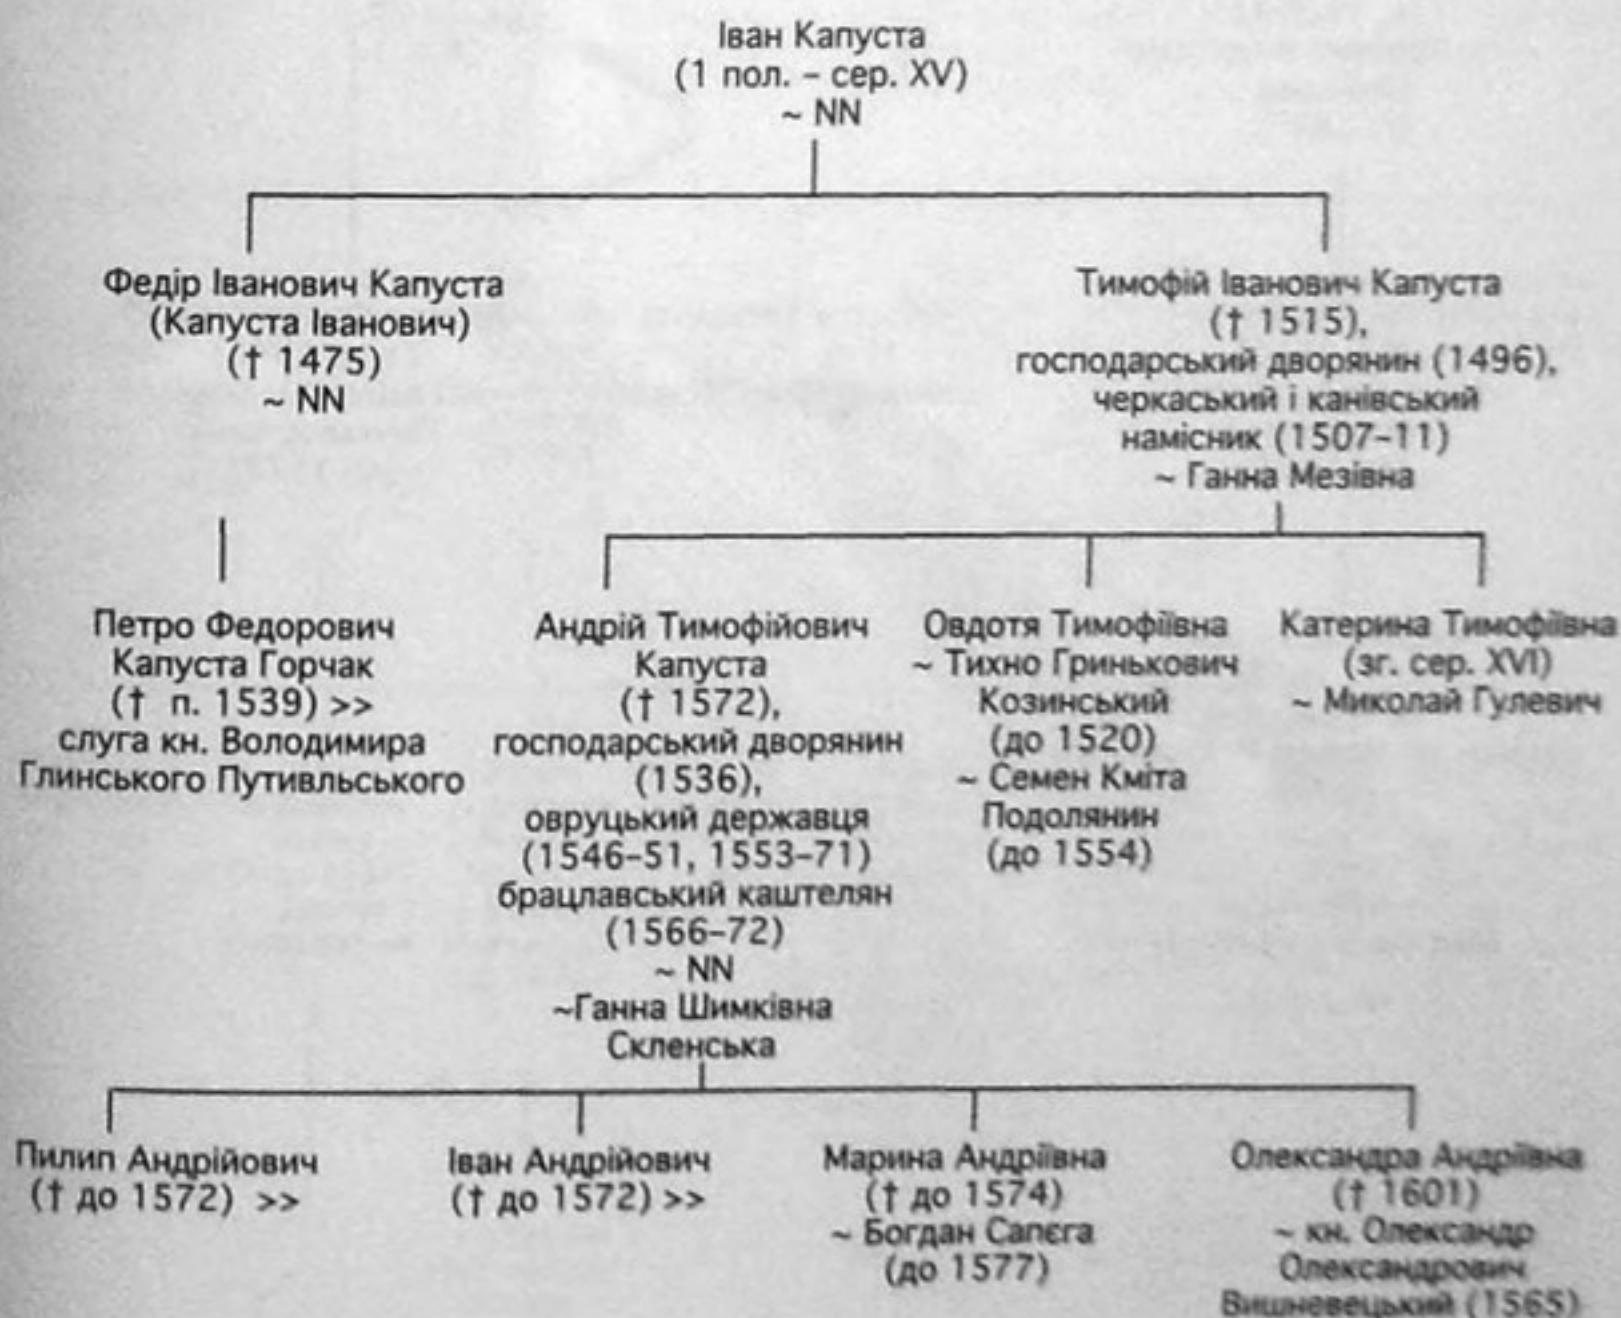 Іван Капуста
(1 пол. – сер. XV)
~ NN
Федір Іванович Капуста
(Капуста Іванович)
(† 1475)
~ NN
Тимофій Іванович Капуста
(† 1515),
господарський дворянин (1496),
черкаський і канівський
намісник (1507–11)
~ Ганна Мезівна
Петро Федорович
Капуста Горчак
(† п. 1539) >>
слуга кн. Володимира
Глинського Путивльського
Андрій Тимофійович
Капуста
(† 1572),
господарський дворянин
(1536),
овруцький державця
(1546–51, 1553–71)
брацлавський каштелян
(1566–72)
~ NN
~Ганна Шимківна
Скленська
Овдотя Тимофіївна
~ Тихно Гринькович
Козинський
(до 1520)
~ Семен Кміта
Подолянин
(до 1554)
Катерина Тимофіївна
(зг. сер. XVI)
~ Миколай Гулевич
Пилип Андрійович
(† до 1572) >>
Іван Андрійович
(† до 1572) >>
Марина Андріївна
(† до 1574)
~ Богдан Сапєга
(до 1577)
Олександра Андріївна
(† 1601)
~ кн. Олександр
Олександрович
Вишневецький (1565)